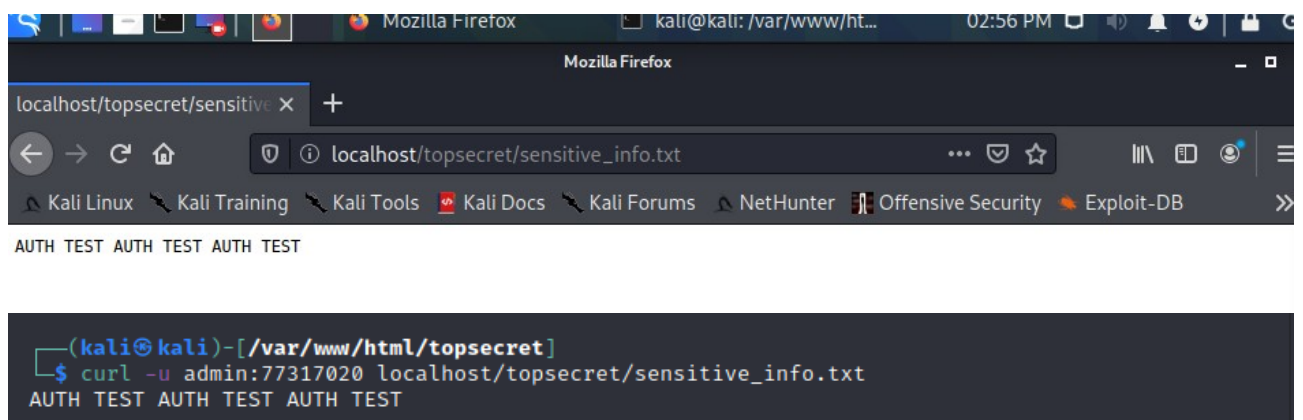 Mozilla Firefox kali@kali: /var/www/ht... 02:56 PM
Mozilla Firefox
localhost/topsecret/sensitive
localhost/topsecret/sensitive_info.txt
Kali Linux Kali Training Kali Tools Kali Docs Kali Forums NetHunter Offensive Security Exploit-DB
AUTH TEST AUTH TEST AUTH TEST
(kali㉿kali)-[/var/www/html/topsecret]
$ curl -u admin:77317020 localhost/topsecret/sensitive_info.txt
AUTH TEST AUTH TEST AUTH TEST